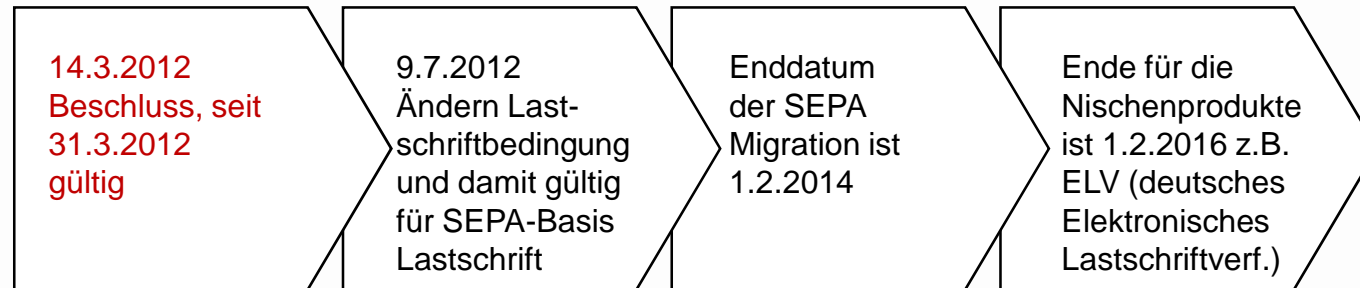 14.3.2012
Beschluss, seit
31.3.2012
gültig
9.7.2012
Ändern Last-
schriftbedingung
und damit gültig
für SEPA-Basis
Lastschrift
Enddatum
der SEPA
Migration ist
1.2.2014
Ende für die
Nischenprodukte
ist 1.2.2016 z.B.
ELV (deutsches
Elektronisches
Lastschriftverf.)